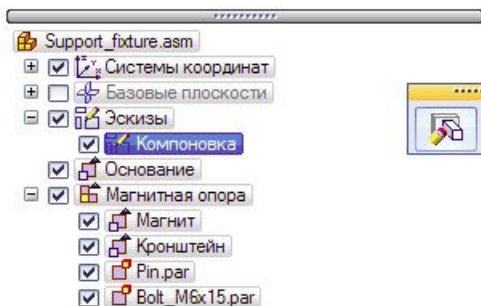 Support_fixture.asm
Системы координат
Базовые плоскости
Эскизы
Компоновка
Основание
Магнитная опора
Магнит
Кронштейн
Pin.par
Bolt_M6x15.par